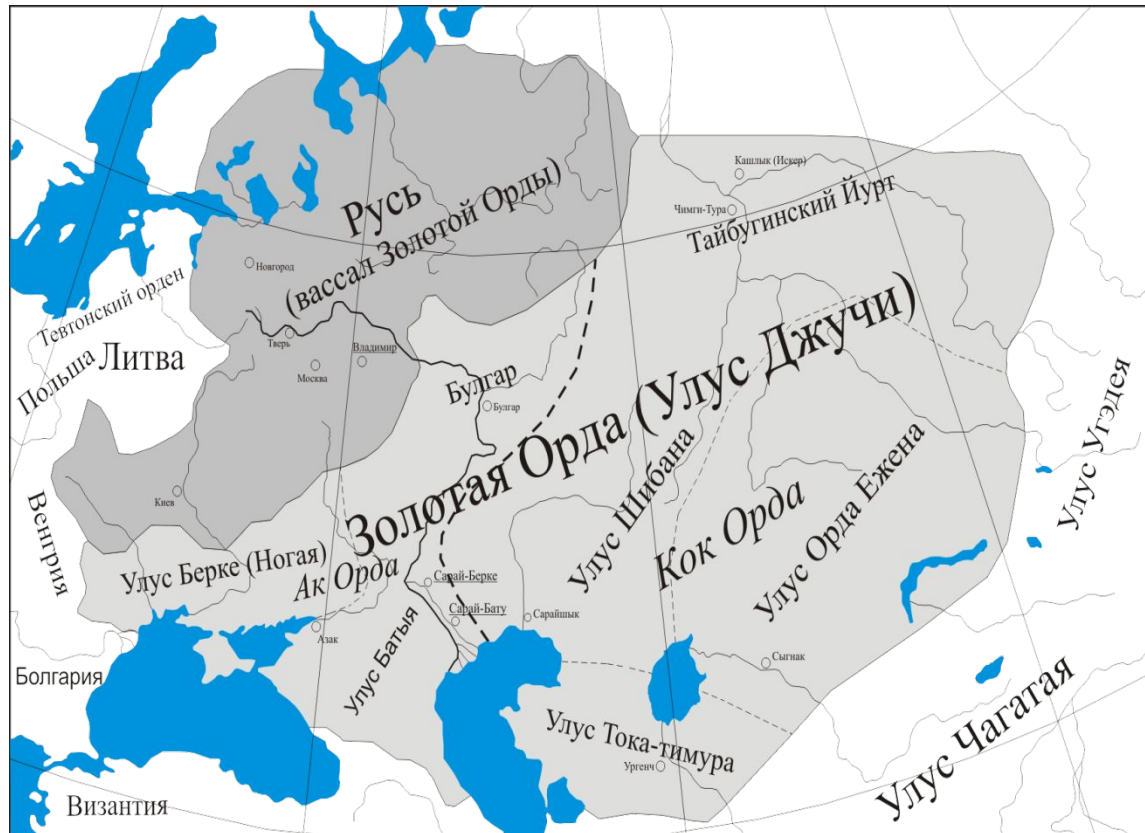 Кашлык (Искер)
Чимги-Тура
Тайбугинский Йурт
Русь
(вассал Золотой Орды)
Новгород
Тевтонский орден
Польша
Литва
Тверь
Москва
Владимир
Булгар
Булгар
Золотая Орда (Улус Джучи)
Улус Угэдея
Киев
Венгрия
Улус Шибана
Кок Орда
Улус Орда Ежена
Улус Берке (Ногая)
Ак Орда
Сарай-Берке
Сарай-Бату
Сарайшык
Азак
Улус Батыя
Сыгнак
Болгария
Улус Тока-тимура
Ургенч
Улус Чагатая
Византия